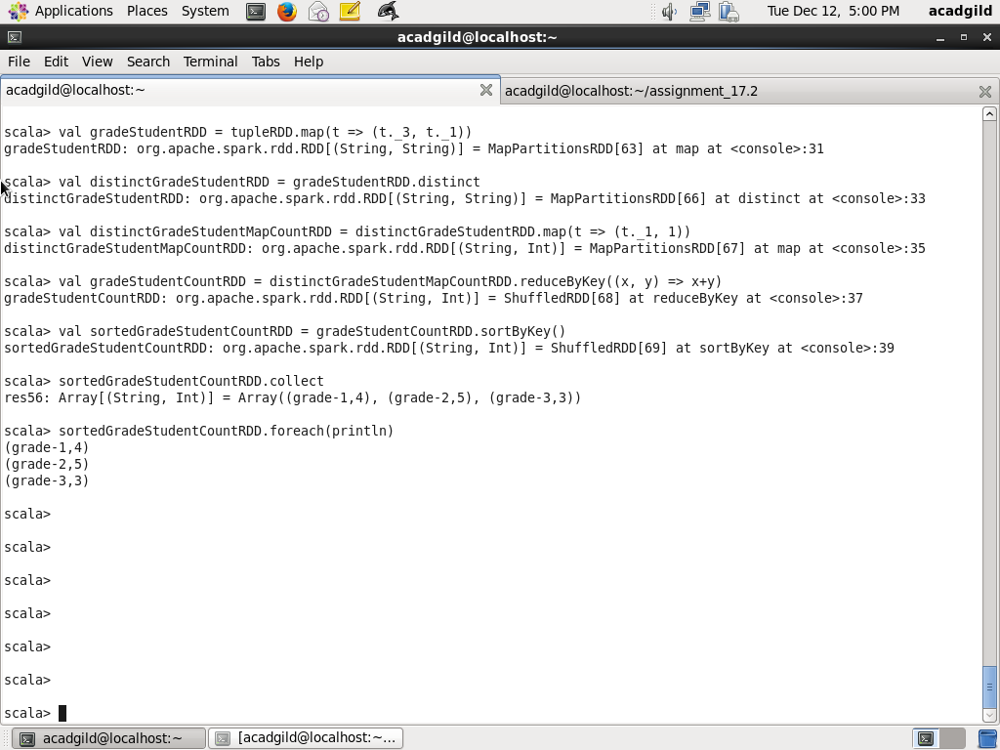 Applications Places System Tue Dec 12, 5:00 PM acadgild
acadgild@localhost:~
File Edit View Search Terminal Tabs Help
acadgild@localhost:~ acadgild@localhost:~/assignment_17.2
scala> val gradeStudentRDD = tupleRDD.map(t => (t._3, t._1))
gradeStudentRDD: org.apache.spark.rdd.RDD[(String, String)] = MapPartitionsRDD[63] at map at <console>:31
scala> val distinctGradeStudentRDD = gradeStudentRDD.distinct
distinctGradeStudentRDD: org.apache.spark.rdd.RDD[(String, String)] = MapPartitionsRDD[66] at distinct at <console>:33
scala> val distinctGradeStudentMapCountRDD = distinctGradeStudentRDD.map(t => (t._1, 1))
distinctGradeStudentMapCountRDD: org.apache.spark.rdd.RDD[(String, Int)] = MapPartitionsRDD[67] at map at <console>:35
scala> val gradeStudentCountRDD = distinctGradeStudentMapCountRDD.reduceByKey((x, y) => x+y)
gradeStudentCountRDD: org.apache.spark.rdd.RDD[(String, Int)] = ShuffledRDD[68] at reduceByKey at <console>:37
scala> val sortedGradeStudentCountRDD = gradeStudentCountRDD.sortByKey()
sortedGradeStudentCountRDD: org.apache.spark.rdd.RDD[(String, Int)] = ShuffledRDD[69] at sortByKey at <console>:39
scala> sortedGradeStudentCountRDD.collect
res56: Array[(String, Int)] = Array((grade-1,4), (grade-2,5), (grade-3,3))
scala> sortedGradeStudentCountRDD.foreach(println)
(grade-1,4)
(grade-2,5)
(grade-3,3)
scala>
scala>
scala>
scala>
scala>
scala>
scala>
acadgild@localhost:~ [acadgild@localhost:~...